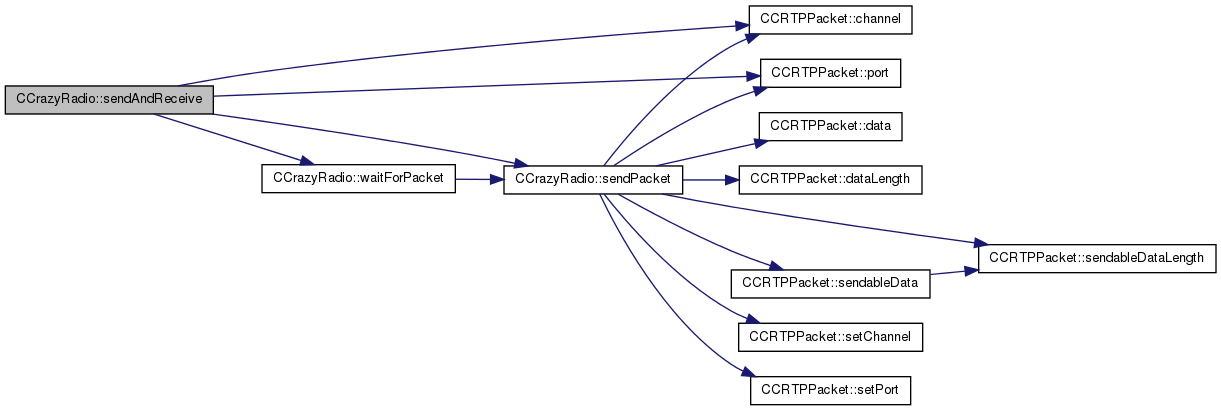 CCRTPPacket::channel
CCRTPPacket::port
CCrazyRadio::sendAndReceive
CCRTPPacket::data
CCrazyRadio::waitForPacket
CCrazyRadio::sendPacket
CCRTPPacket::dataLength
CCRTPPacket::sendableDataLength
CCRTPPacket::sendableData
CCRTPPacket::setChannel
CCRTPPacket::setPort